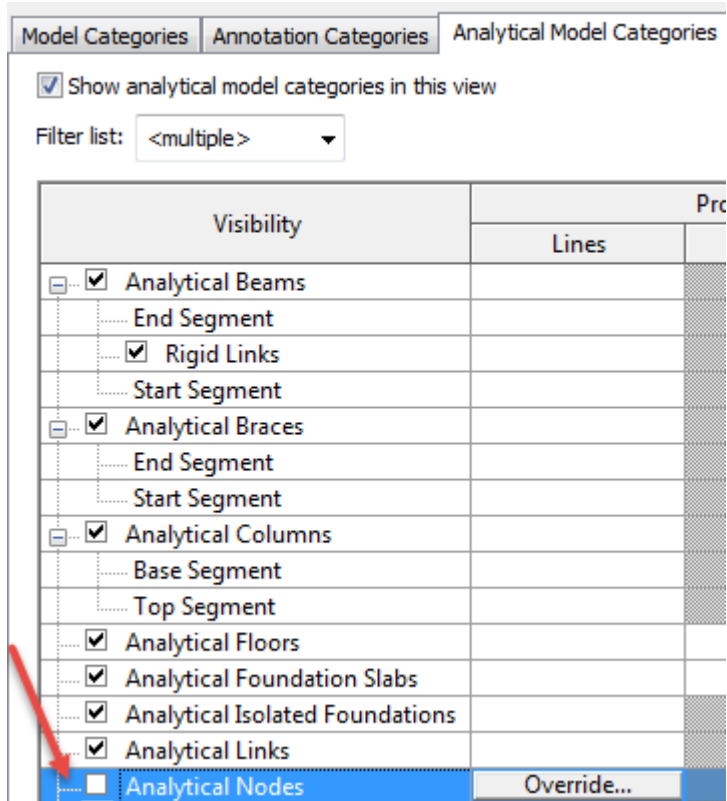 Model Categories Annotation Categories Analytical Model Categories
Show analytical model categories in this view
Filter list: <multiple>
Visibility
Lines
Analytical Beams
End Segment
Rigid Links
Start Segment
Analytical Braces
End Segment
Start Segment
Analytical Columns
Base Segment
Top Segment
Analytical Floors
Analytical Foundation Slabs
Analytical Isolated Foundations
Analytical Links
Analytical Nodes Override...